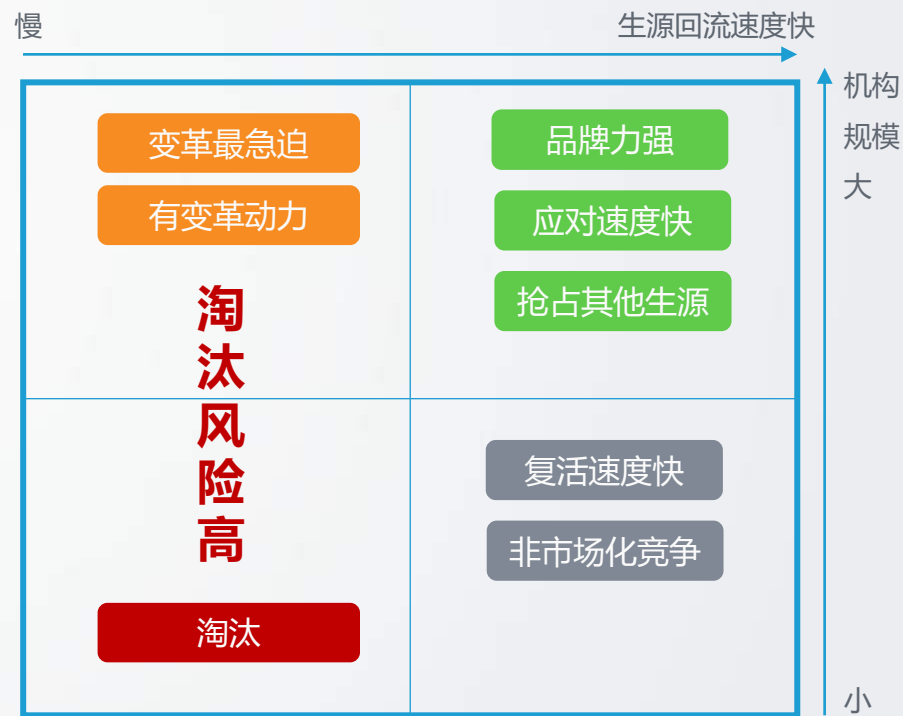 慢
生源回流速度快
机构
规模
大
变革最急迫
有变革动力
品牌力强
应对速度快
抢占其他生源
淘
汰
风
险
高
复活速度快
非市场化竞争
淘汰
小